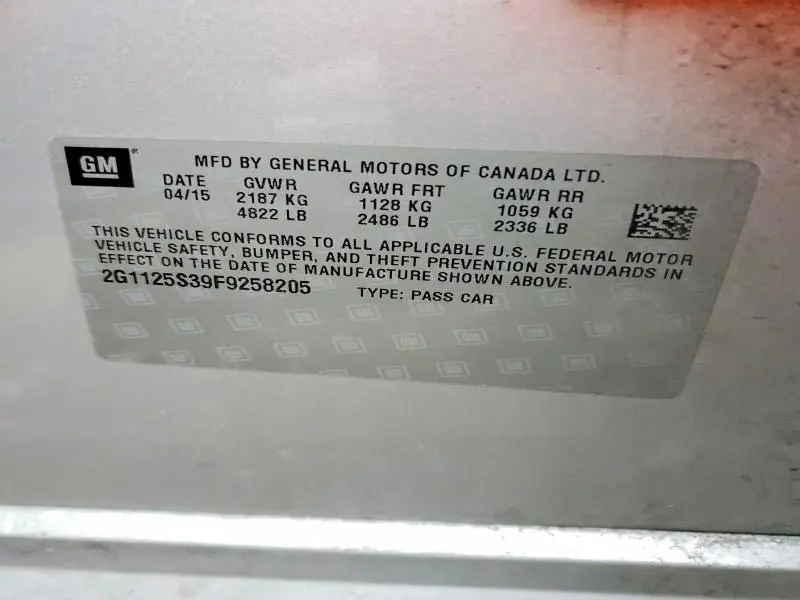 GM
MFD BY GENERAL MOTORS OF CANADA LTD.
DATE GVWR GAWR FRT GAWR RR
04/15 2187 KG 1128 KG 1059 KG
4822 LB 2486 LB 2336 LB
THIS VEHICLE CONFORMS TO ALL APPLICABLE U.S. FEDERAL MOTOR
VEHICLE SAFETY, BUMPER, AND THEFT PREVENTION STANDARDS IN
EFFECT ON THE DATE OF MANUFACTURE SHOWN ABOVE.
2G1125S39F9258205 TYPE: PASS CAR